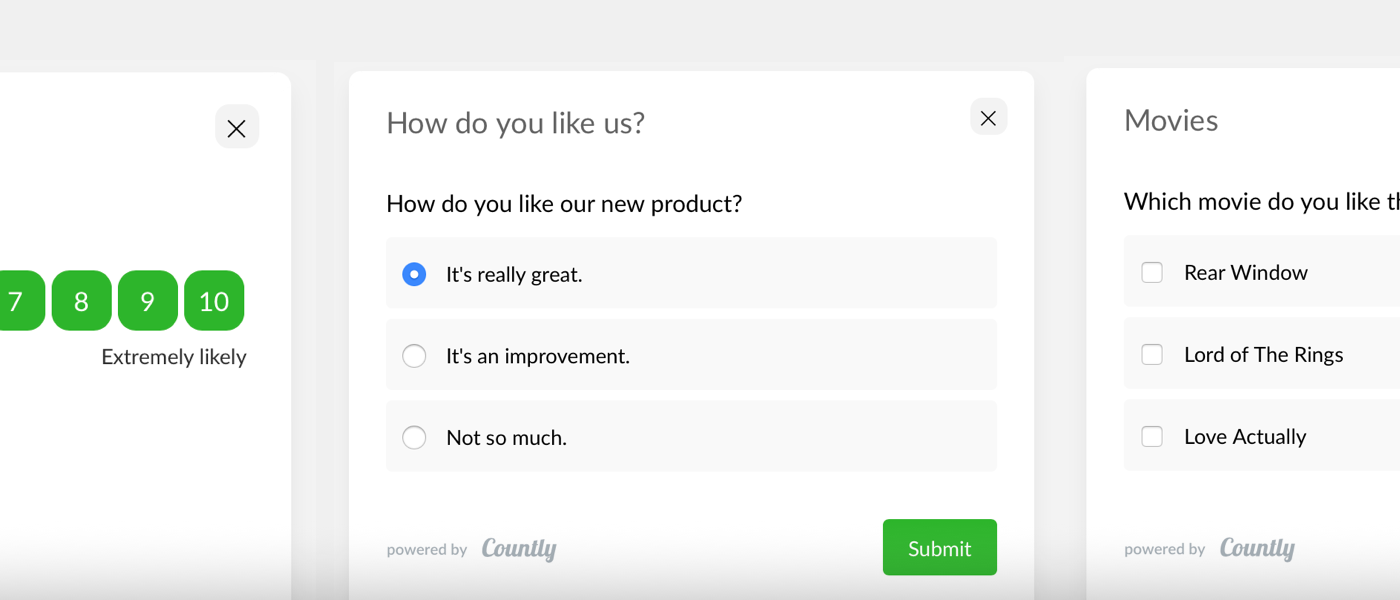 7 8 9 10
Extremely likely
How do you like us?
How do you like our new product?
It's really great.
It's an improvement.
Not so much.
powered by Countly
Submit
Movies
Which movie do you like
Rear Window
Lord of The Rings
Love Actually
powered by Countly